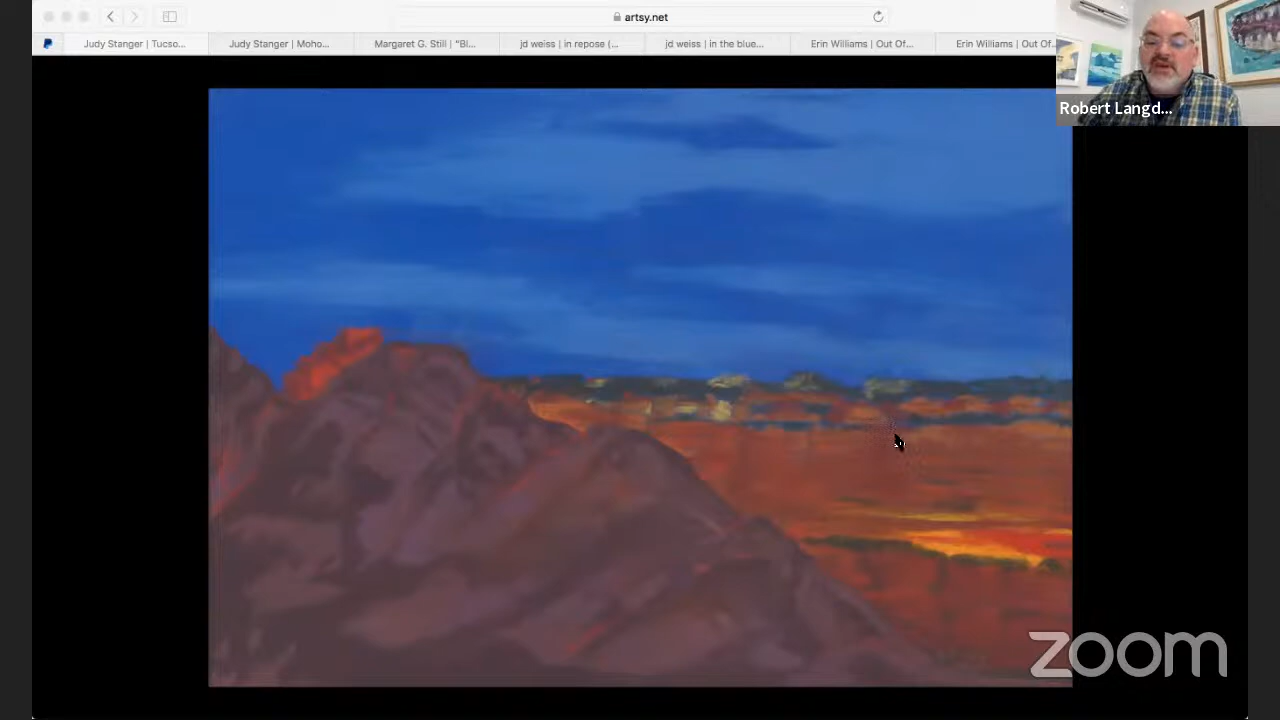 artsy.net
Judy Stanger | Tucso...
Judy Stanger | Moho...
Margaret G. Still | "Bl...
jd weiss | in repose (...
jd weiss | in the blue...
Erin Williams | Out Of...
Erin Williams | Out Of...
Robert Langd...
zoom